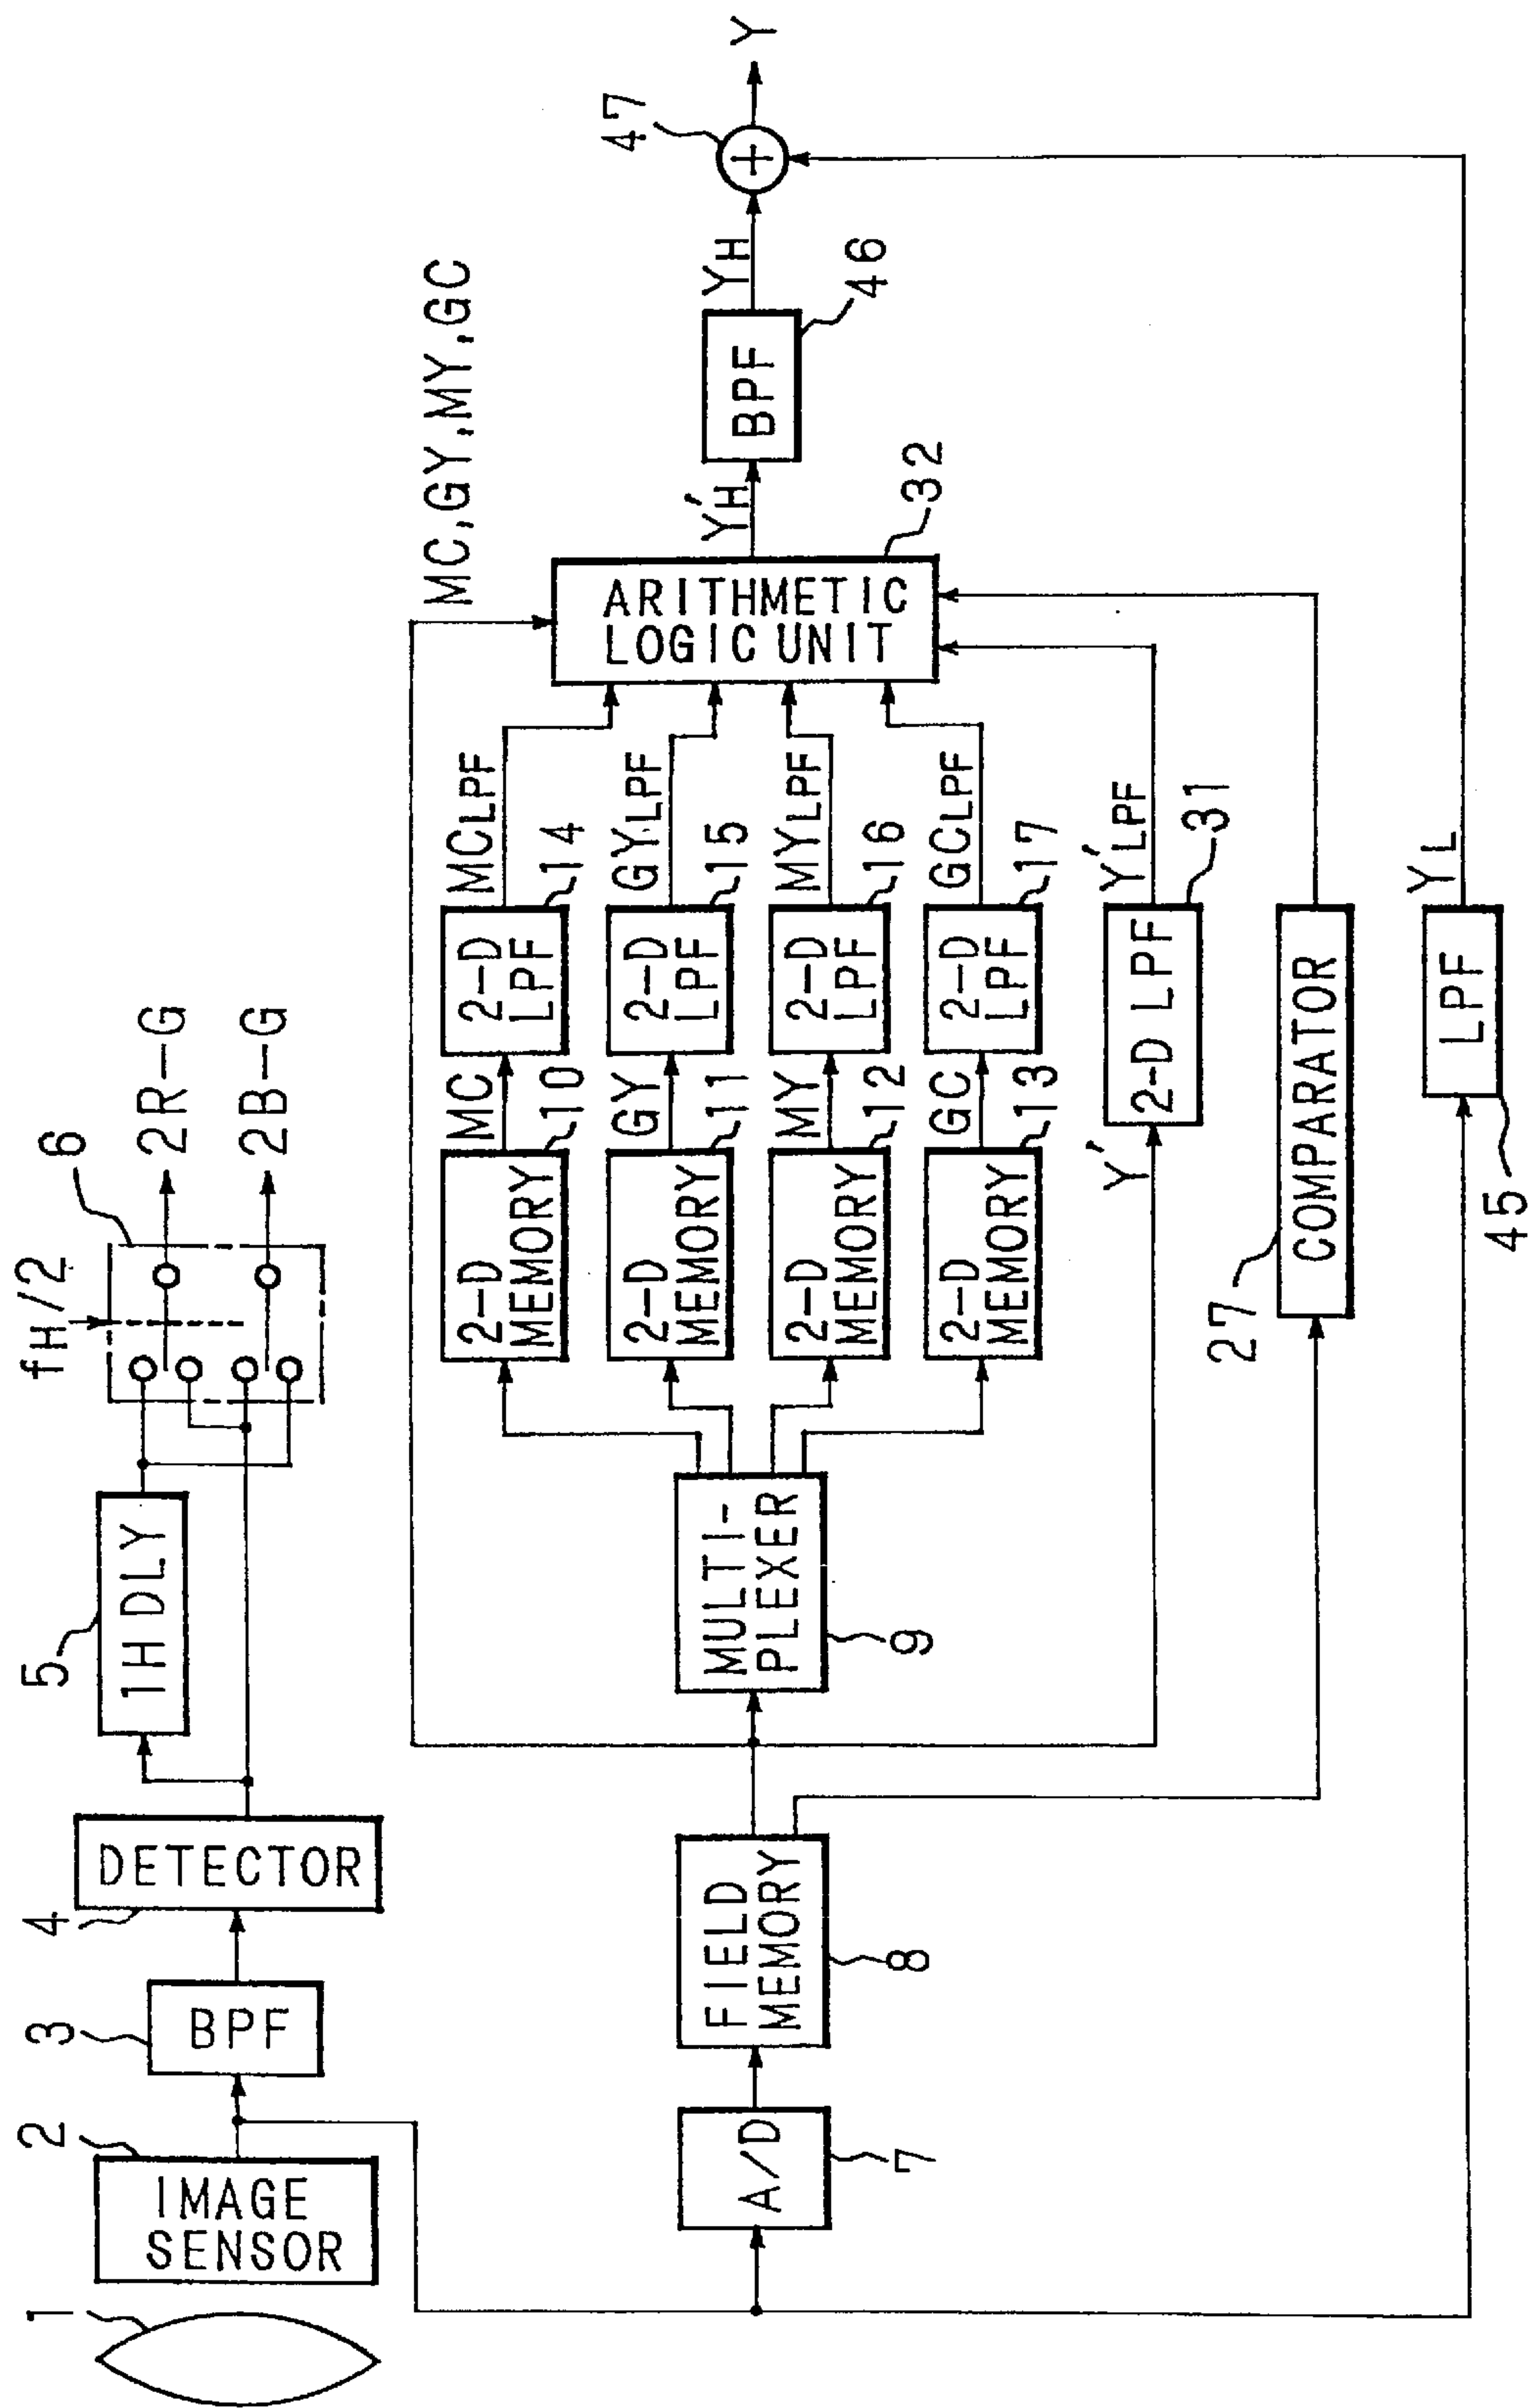 1
2
IMAGE
SENSOR
3
BPF
4
DETECTOR
5
1HDLY
fH/2
6
2R-G
2B-G
7
A/D
8
FIELD
MEMORY
9
MULTI-
PLEXER
MC,GY,MY,GC
2-D
MEMORY
10
MC
2-D
LPF
14
MCLPF
2-D
MEMORY
11
GY
2-D
LPF
15
GYLPF
2-D
MEMORY
12
MY
2-D
LPF
16
MYLPF
2-D
MEMORY
13
GC
2-D
LPF
17
GCLPF
Y'
2-D LPF
31
Y'LPF
27
COMPARATOR
ARITHMETIC
LOGIC UNIT
32
Y'H
BPF
46
YH
47
+
Y
45
LPF
YL